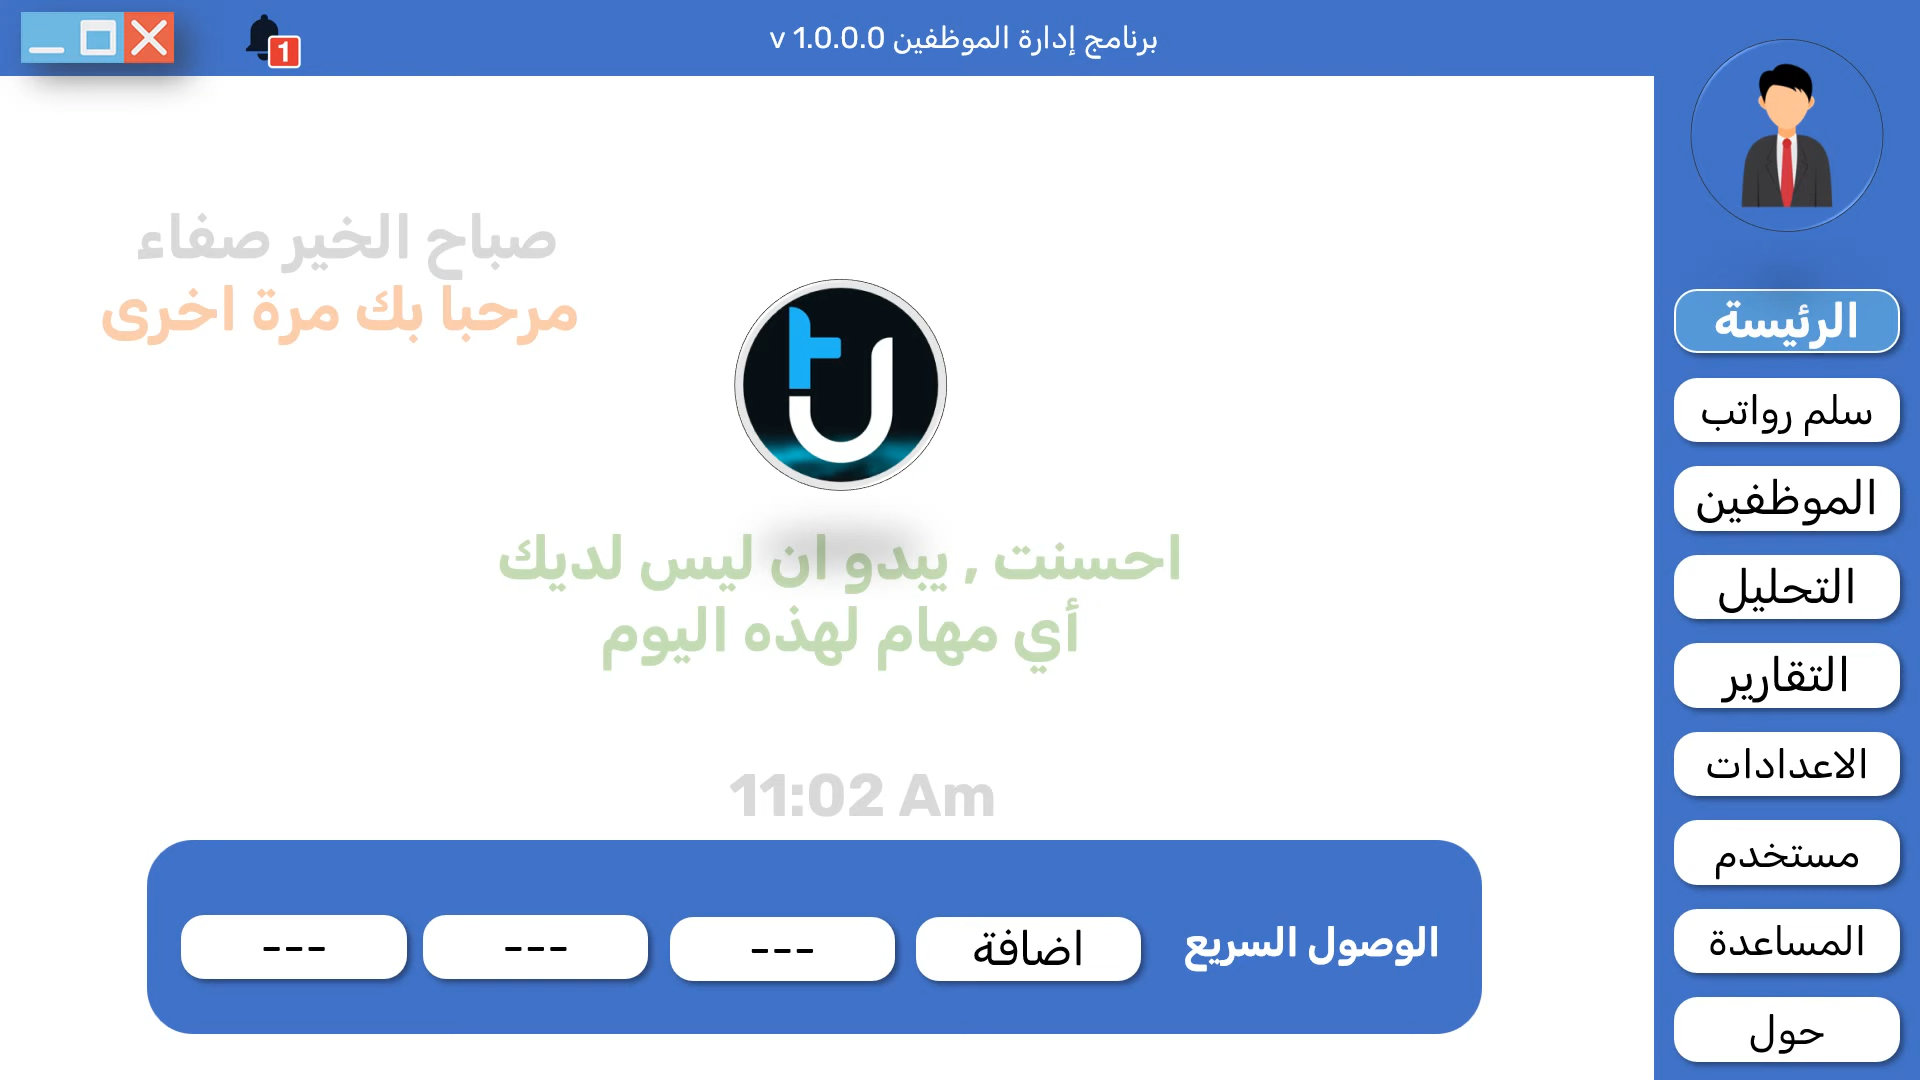 برنامج إدارة الموظفين v 1.0.0.0
1
صباح الخير صفاء
مرحبا بك مرة اخرى
احسنت , يبدو ان ليس لديك
أي مهام لهذه اليوم
11:02 Am
الوصول السريع
اضافة
---
---
---
الرئيسة
سلم رواتب
الموظفين
التحليل
التقارير
الاعدادات
مستخدم
المساعدة
حول